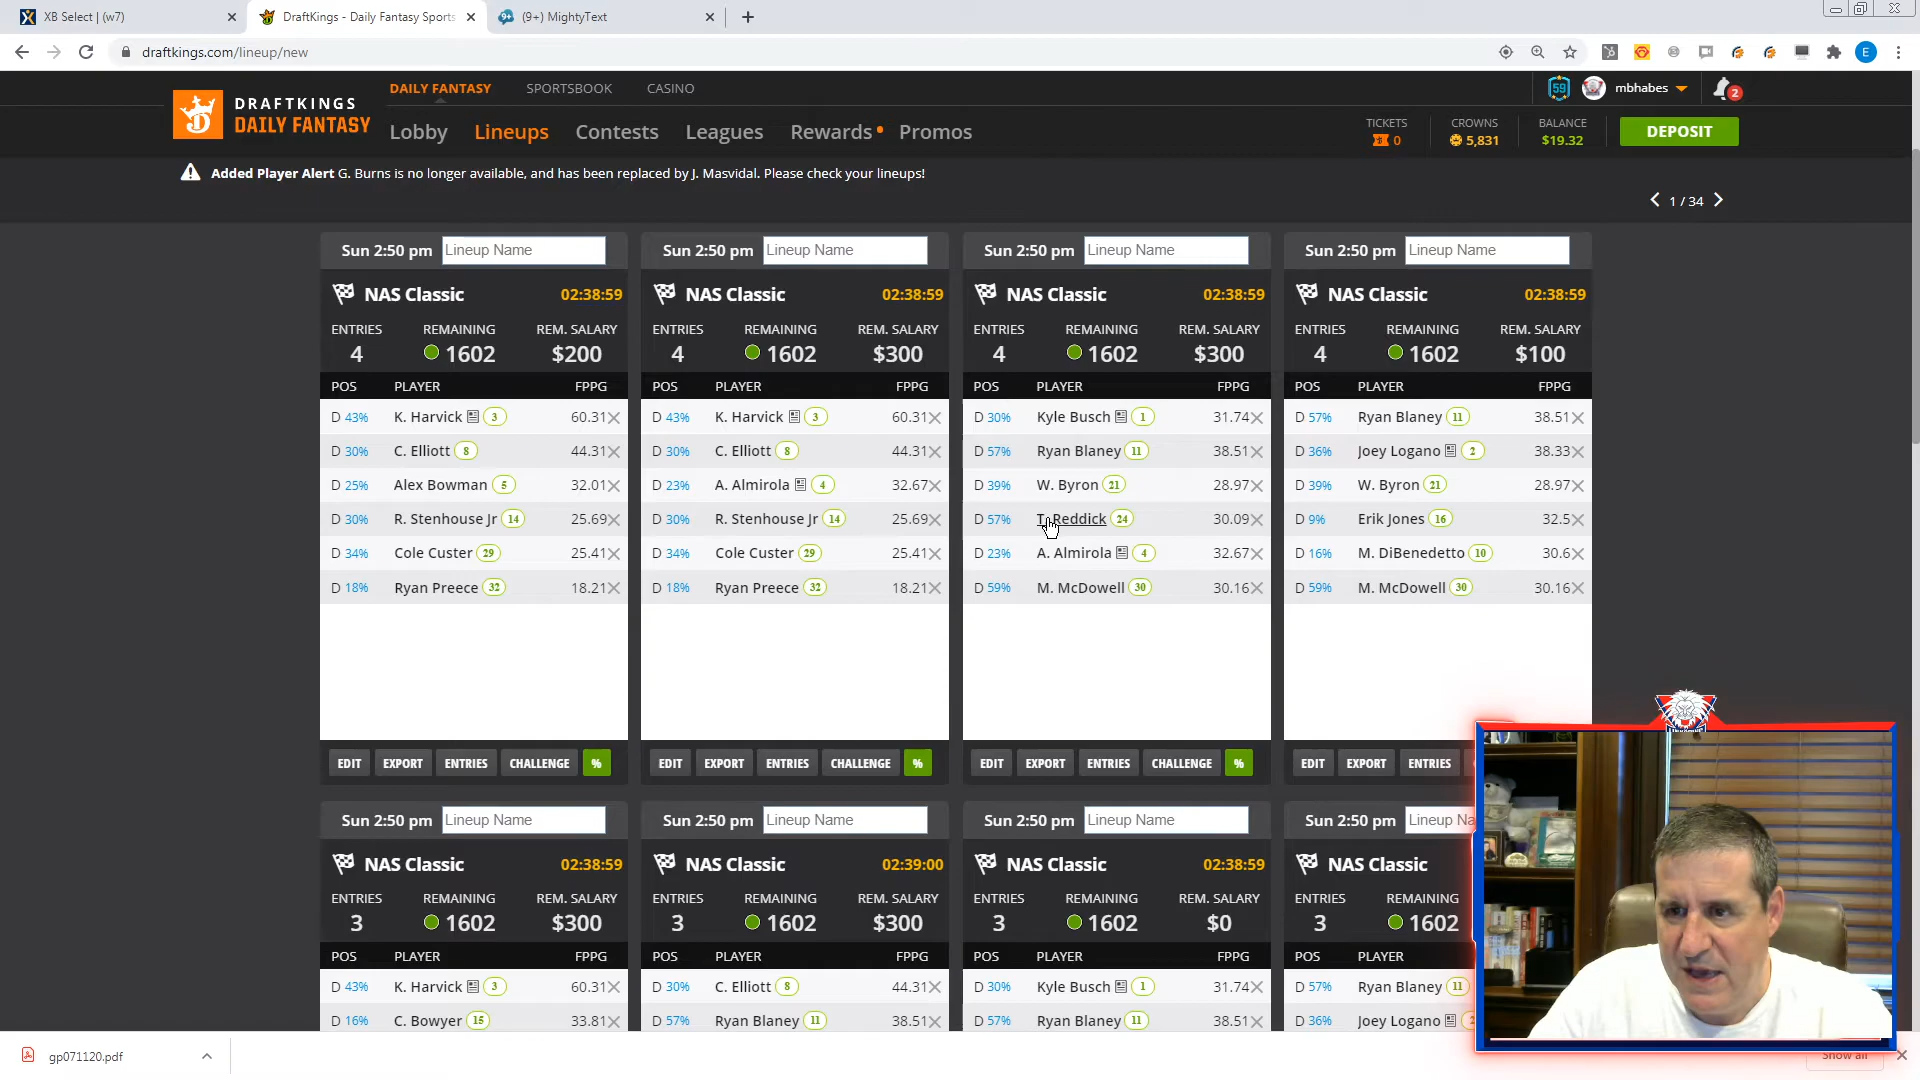 XB Select | (w7)
DraftKings - Daily Fantasy Sports
(9+) MightyText
draftkings.com/lineup/new
E
DRAFTKINGS
DAILY FANTASY
DAILY FANTASY SPORTSBOOK CASINO
59 mbhabes 2
Lobby Lineups Contests Leagues Rewards Promos
TICKETS CROWNS BALANCE
0 5,831 $19.32
DEPOSIT
Added Player Alert G. Burns is no longer available, and has been replaced by J. Masvidal. Please check your lineups!
1 / 34
Sun 2:50 pm Lineup Name
NAS Classic 02:38:59
ENTRIES REMAINING REM. SALARY
4 1602 $200
POS PLAYER FPPG
D 43% K. Harvick 3 60.31
D 30% C. Elliott 8 44.31
D 25% Alex Bowman 5 32.01
D 30% R. Stenhouse Jr 14 25.69
D 34% Cole Custer 29 25.41
D 18% Ryan Preece 32 18.21
EDIT EXPORT ENTRIES CHALLENGE %
Sun 2:50 pm Lineup Name
NAS Classic 02:38:59
ENTRIES REMAINING REM. SALARY
4 1602 $300
POS PLAYER FPPG
D 43% K. Harvick 3 60.31
D 30% C. Elliott 8 44.31
D 23% A. Almirola 4 32.67
D 30% R. Stenhouse Jr 14 25.69
D 34% Cole Custer 29 25.41
D 18% Ryan Preece 32 18.21
EDIT EXPORT ENTRIES CHALLENGE %
Sun 2:50 pm Lineup Name
NAS Classic 02:38:59
ENTRIES REMAINING REM. SALARY
4 1602 $300
POS PLAYER FPPG
D 30% Kyle Busch 1 31.74
D 57% Ryan Blaney 11 38.51
D 39% W. Byron 21 28.97
D 57% T. Reddick 24 30.09
D 23% A. Almirola 4 32.67
D 59% M. McDowell 30 30.16
EDIT EXPORT ENTRIES CHALLENGE %
Sun 2:50 pm Lineup Name
NAS Classic 02:38:59
ENTRIES REMAINING REM. SALARY
4 1602 $100
POS PLAYER FPPG
D 57% Ryan Blaney 11 38.51
D 36% Joey Logano 2 38.33
D 39% W. Byron 21 28.97
D 9% Erik Jones 16 32.5
D 16% M. DiBenedetto 10 30.6
D 59% M. McDowell 30 30.16
EDIT EXPORT ENTRIES
Sun 2:50 pm Lineup Name
NAS Classic 02:38:59
ENTRIES REMAINING REM. SALARY
3 1602 $300
POS PLAYER FPPG
D 43% K. Harvick 3 60.31
D 16% C. Bowyer 15 33.81
Sun 2:50 pm Lineup Name
NAS Classic 02:39:00
ENTRIES REMAINING REM. SALARY
3 1602 $300
POS PLAYER FPPG
D 30% C. Elliott 8 44.31
D 57% Ryan Blaney 11 38.51
Sun 2:50 pm Lineup Name
NAS Classic 02:38:59
ENTRIES REMAINING REM. SALARY
3 1602 $0
POS PLAYER FPPG
D 30% Kyle Busch 1 31.74
D 57% Ryan Blaney 11 38.51
Sun 2:50 pm Lineup Na
NAS Classic
ENTRIES REMAINING
3 1602
POS PLAYER
D 57% Ryan Blaney 11
D 36% Joey Logano 2
gp071120.pdf
Show all